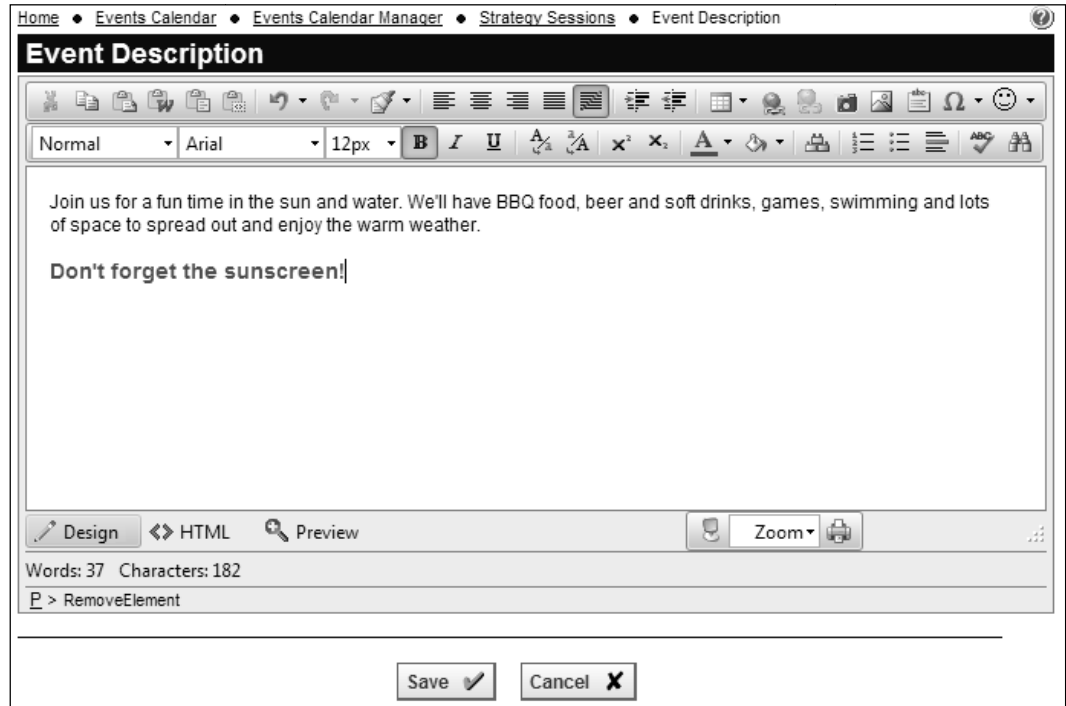 Home ● Events Calendar ● Events Calendar Manager ● Strategy Sessions ● Event Description
Event Description
Normal Arial 12px B I U
Join us for a fun time in the sun and water. We'll have BBQ food, beer and soft drinks, games, swimming and lots
of space to spread out and enjoy the warm weather.
Don't forget the sunscreen!
Design HTML Preview Zoom
Words: 37 Characters: 182
P > RemoveElement
Save Cancel